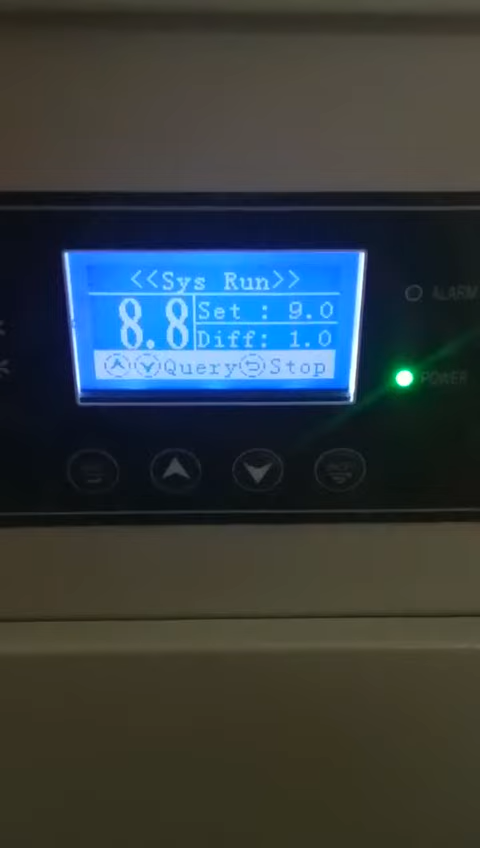 <<Sys Run>>
8.8
Set : 9.0
Diff: 1.0
Query Stop
ALARM
POWER